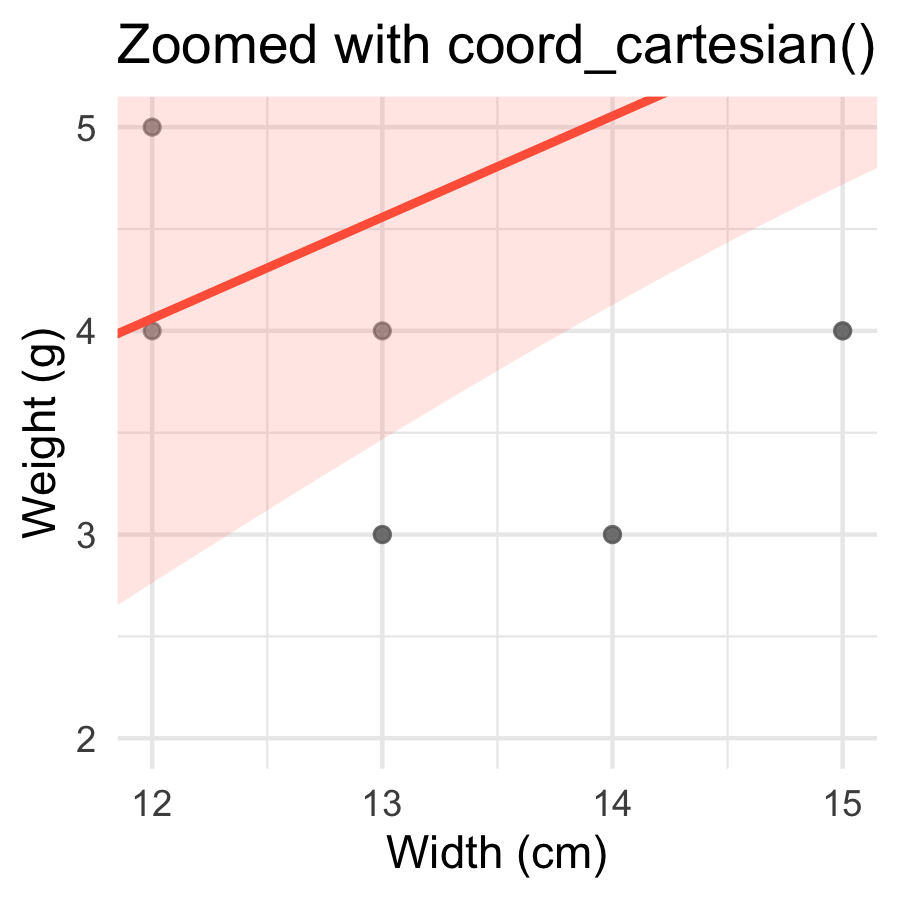 Zoomed with coord_cartesian()
5
4
3
2
Weight (g)
12 13 14 15
Width (cm)